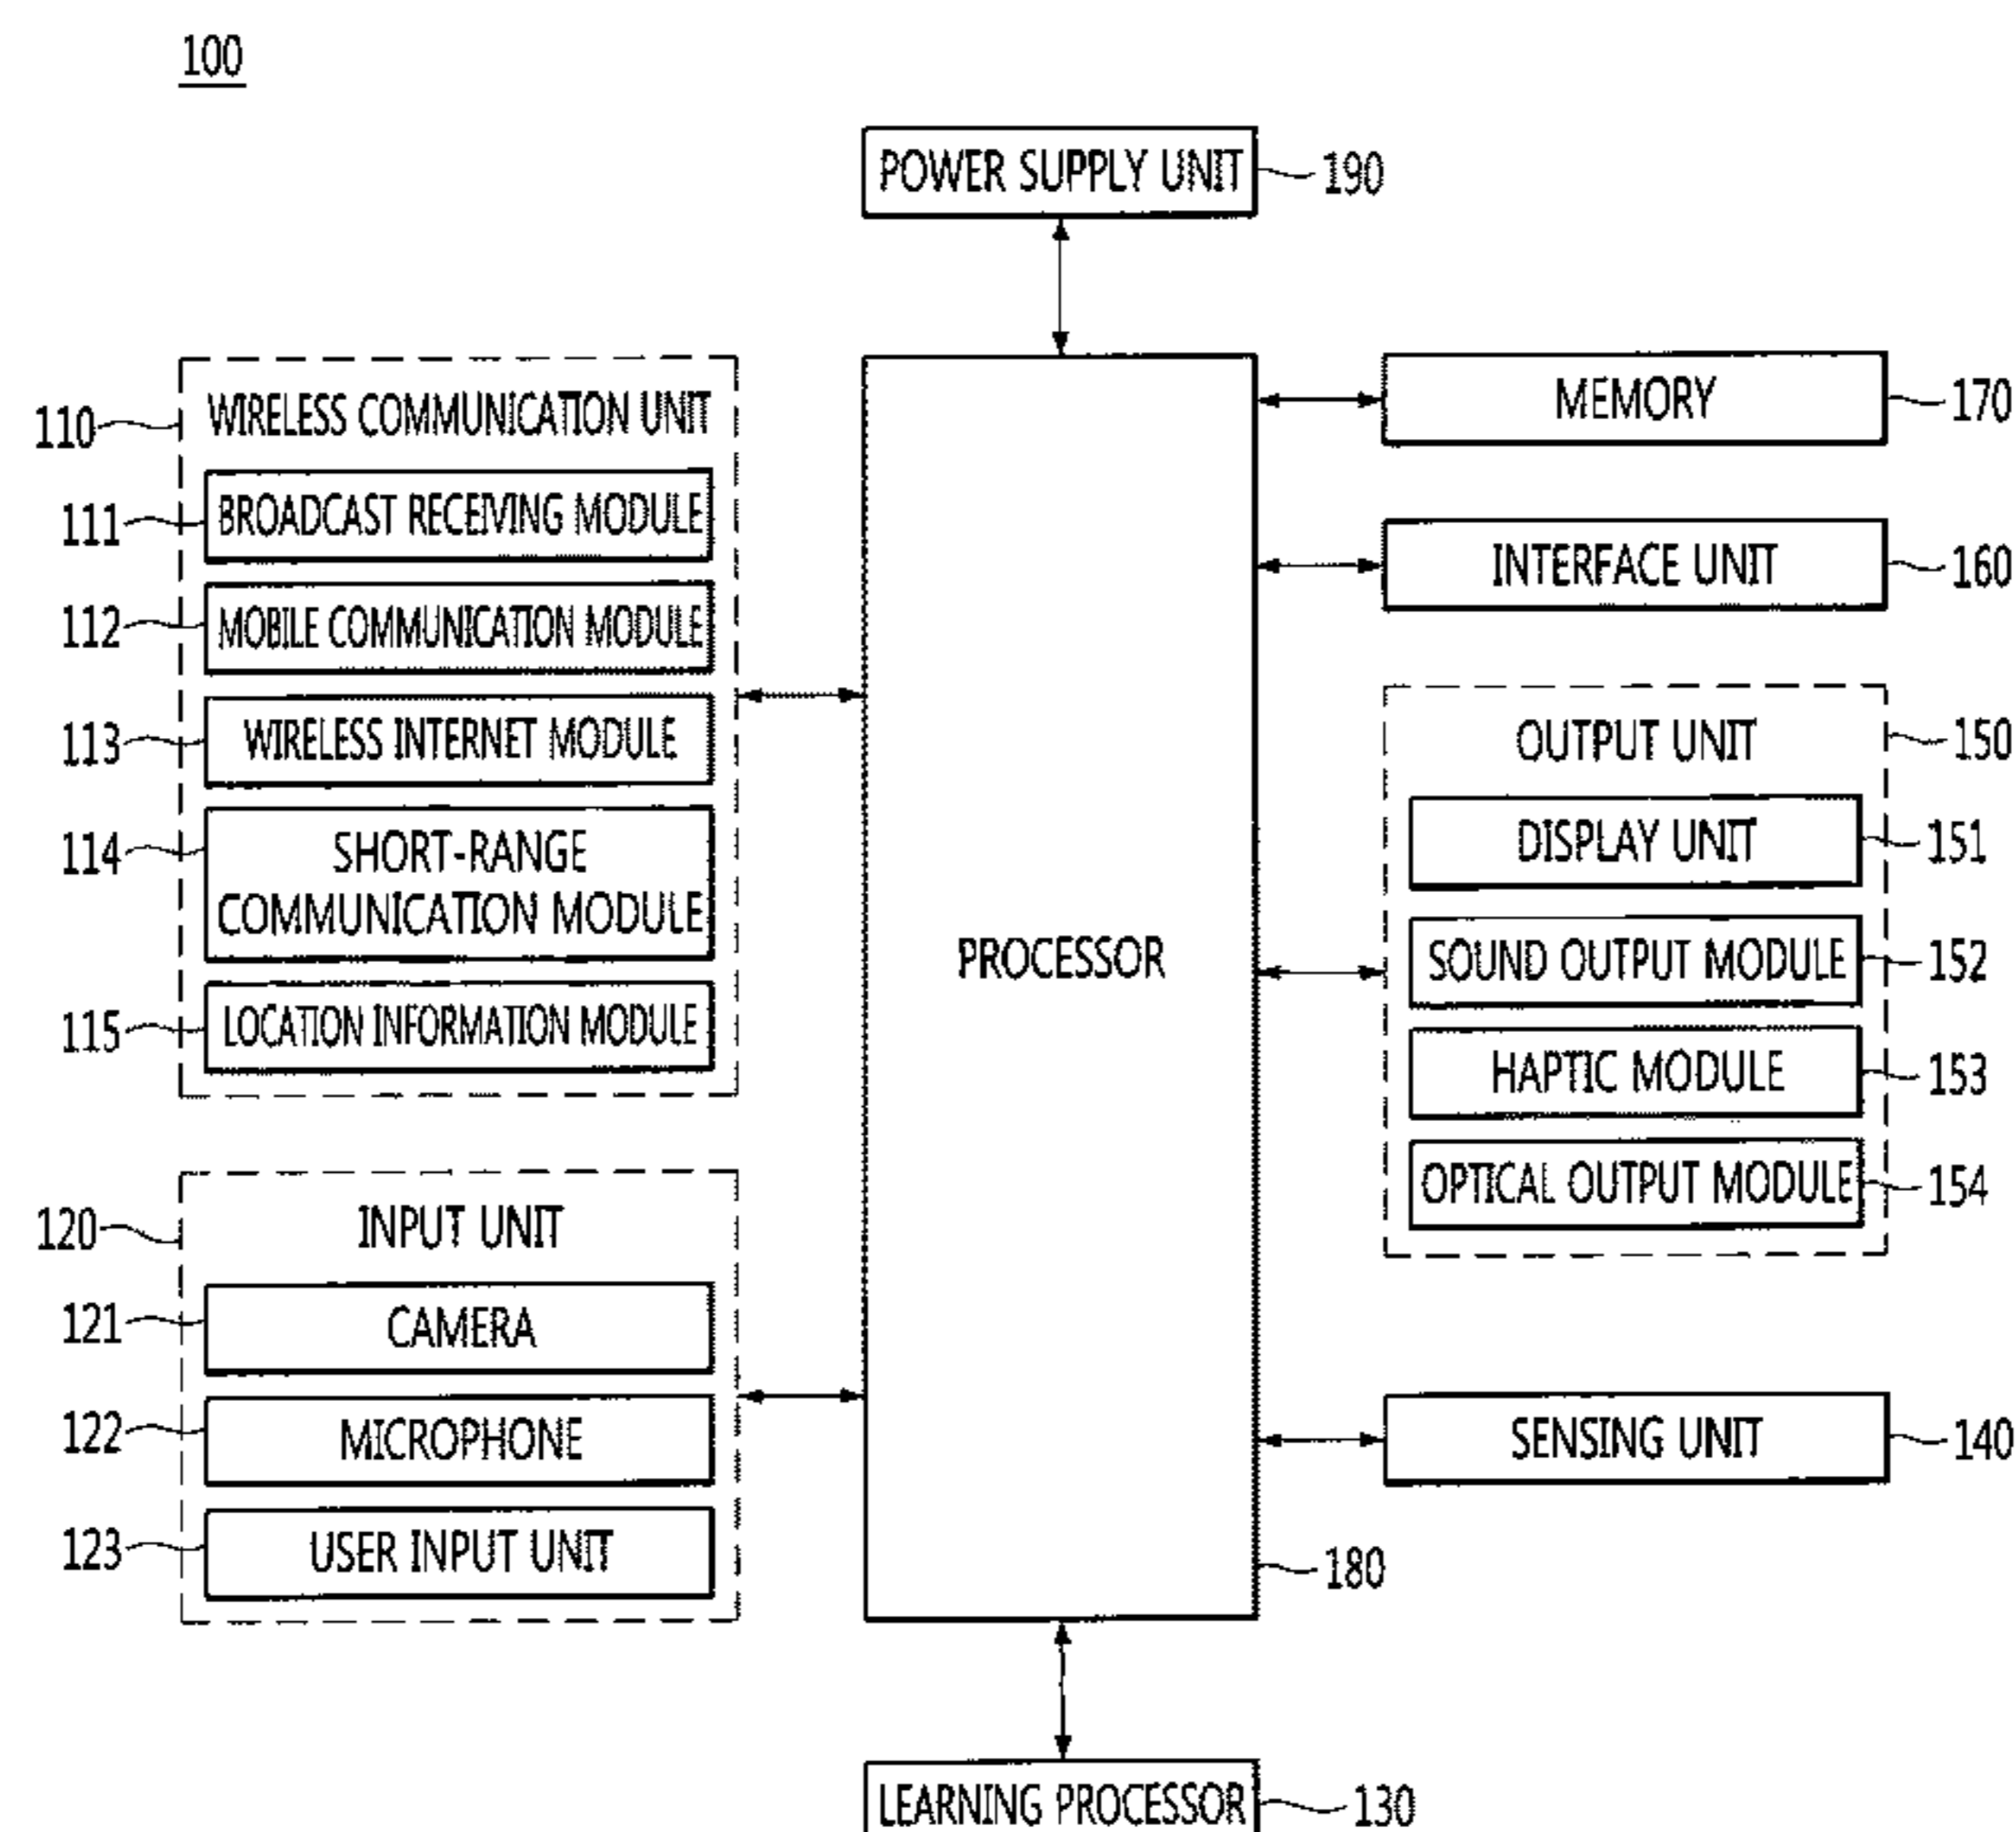 100
POWER SUPPLY UNIT 190
110 WIRELESS COMMUNICATION UNIT
111 BROADCAST RECEIVING MODULE
112 MOBILE COMMUNICATION MODULE
113 WIRELESS INTERNET MODULE
114 SHORT-RANGE
COMMUNICATION MODULE
115 LOCATION INFORMATION MODULE
120 INPUT UNIT
121 CAMERA
122 MICROPHONE
123 USER INPUT UNIT
PROCESSOR
180
MEMORY 170
INTERFACE UNIT 160
OUTPUT UNIT 150
DISPLAY UNIT 151
SOUND OUTPUT MODULE 152
HAPTIC MODULE 153
OPTICAL OUTPUT MODULE 154
SENSING UNIT 140
LEARNING PROCESSOR 130